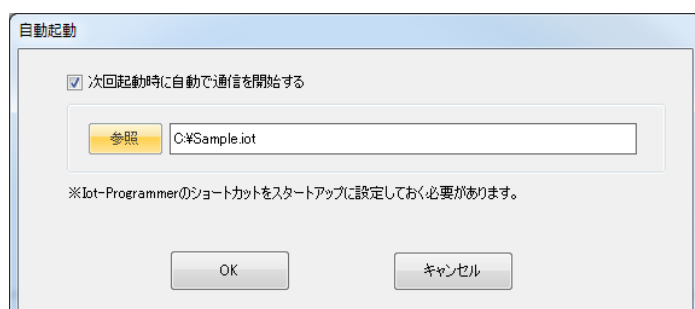 自動起動
次回起動時に自動で通信を開始する
参照 C:¥Sample.iot
※Iot-Programmerのショートカットをスタートアップに設定しておく必要があります。
OK キャンセル